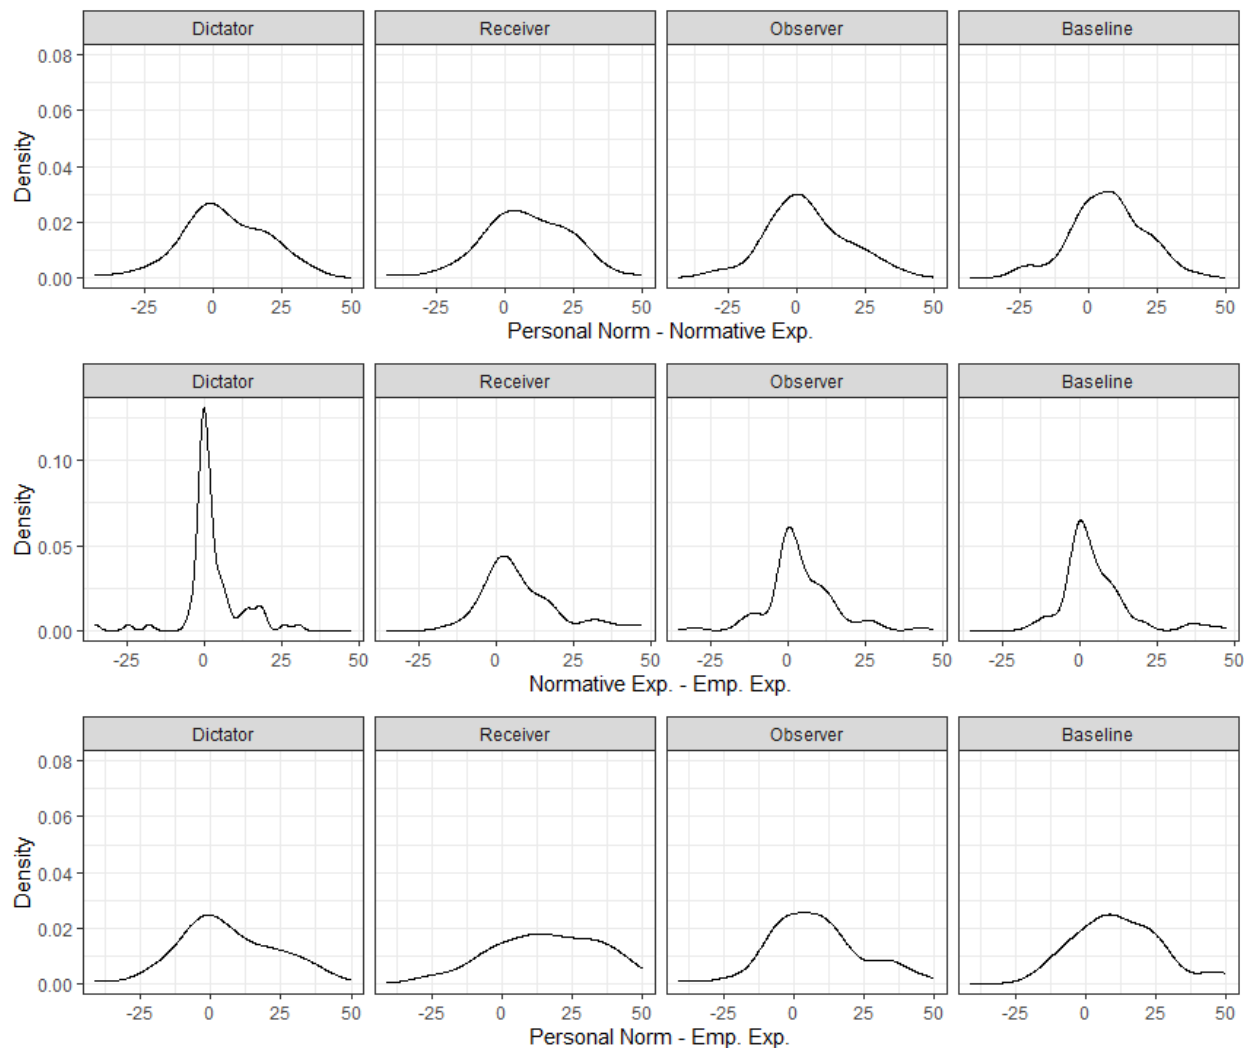 Dictator Receiver Observer Baseline
0.08
0.06
0.04
0.02
0.00
Density
-25 0 25 50 -25 0 25 50 -25 0 25 50 -25 0 25 50
Personal Norm - Normative Exp.
Dictator Receiver Observer Baseline
0.10
0.05
0.00
Density
-25 0 25 50 -25 0 25 50 -25 0 25 50 -25 0 25 50
Normative Exp. - Emp. Exp.
Dictator Receiver Observer Baseline
0.08
0.06
0.04
0.02
0.00
Density
-25 0 25 50 -25 0 25 50 -25 0 25 50 -25 0 25 50
Personal Norm - Emp. Exp.